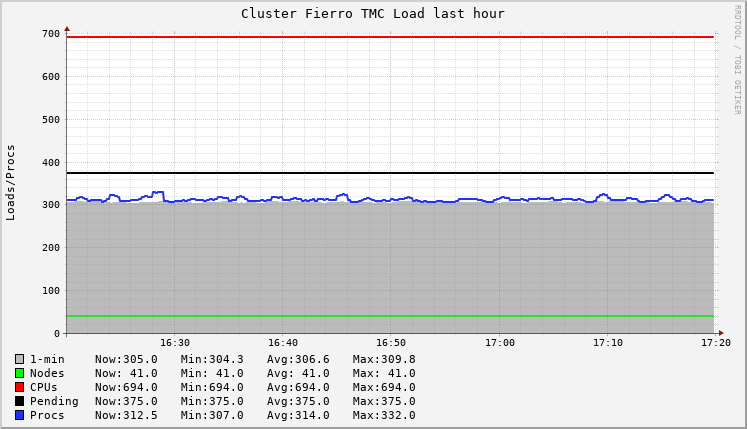 Cluster Fierro TMC Load last hour
RRDTOOL / TOBI OETIKER
Loads/Procs
700
600
500
400
300
200
100
0
16:30 16:40 16:50 17:00 17:10 17:20
1-min Now:305.0 Min:304.3 Avg:306.6 Max:309.8
Nodes Now: 41.0 Min: 41.0 Avg: 41.0 Max: 41.0
CPUs Now:694.0 Min:694.0 Avg:694.0 Max:694.0
Pending Now:375.0 Min:375.0 Avg:375.0 Max:375.0
Procs Now:312.5 Min:307.0 Avg:314.0 Max:332.0